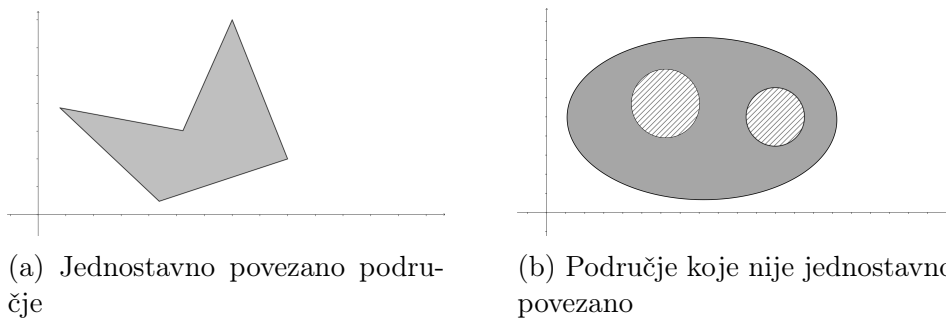 (a) Jednostavno povezano podru-
čje
(b) Područje koje nije jednostavno
povezano